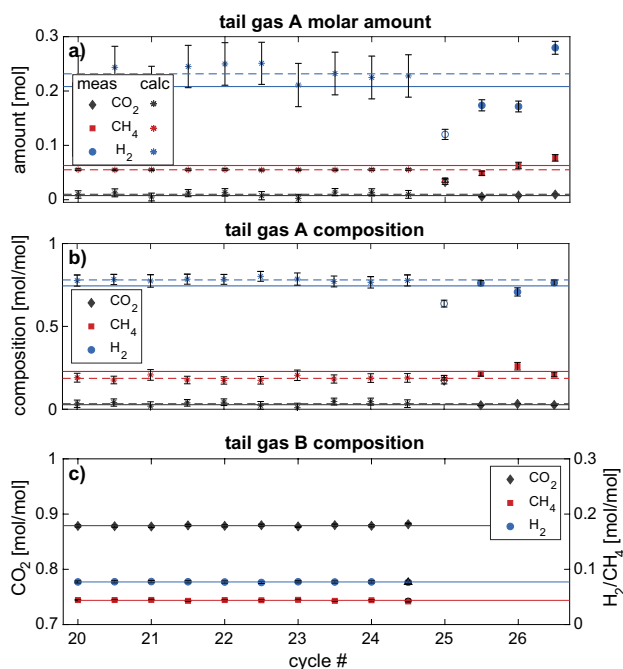 tail gas A molar amount
a)
0.3
0.2
0.1
0
amount [mol]
meas calc
CO2
CH4
H2
tail gas A composition
b)
1
0.5
0
composition [mol/mol]
CO2
CH4
H2
tail gas B composition
c)
1
0.9
0.8
0.7
CO2 [mol/mol]
CO2
CH4
H2
0.3
0.2
0.1
0
H2/CH4 [mol/mol]
20 21 22 23 24 25 26
cycle #